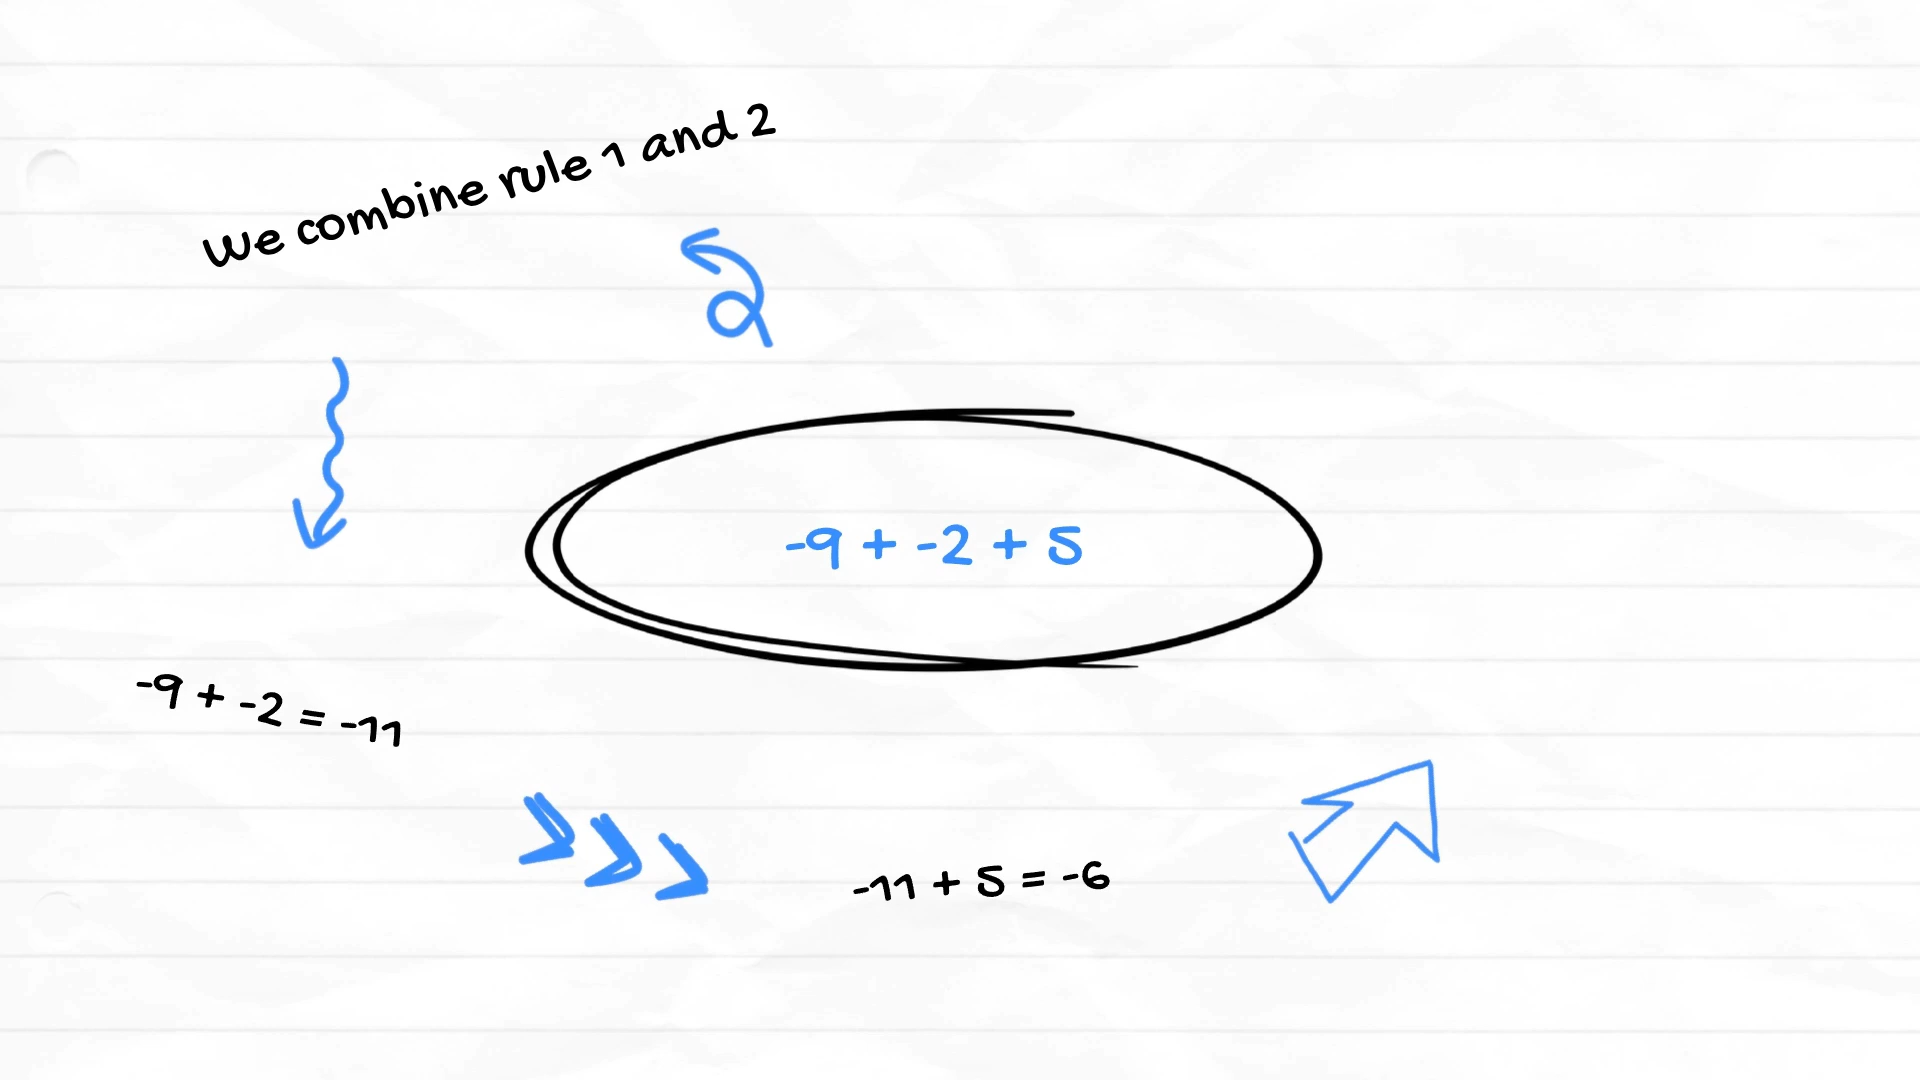 We combine rule 1 and 2
-9 + -2 + 5
-9 + -2 = -11
-11 + 5 = -6